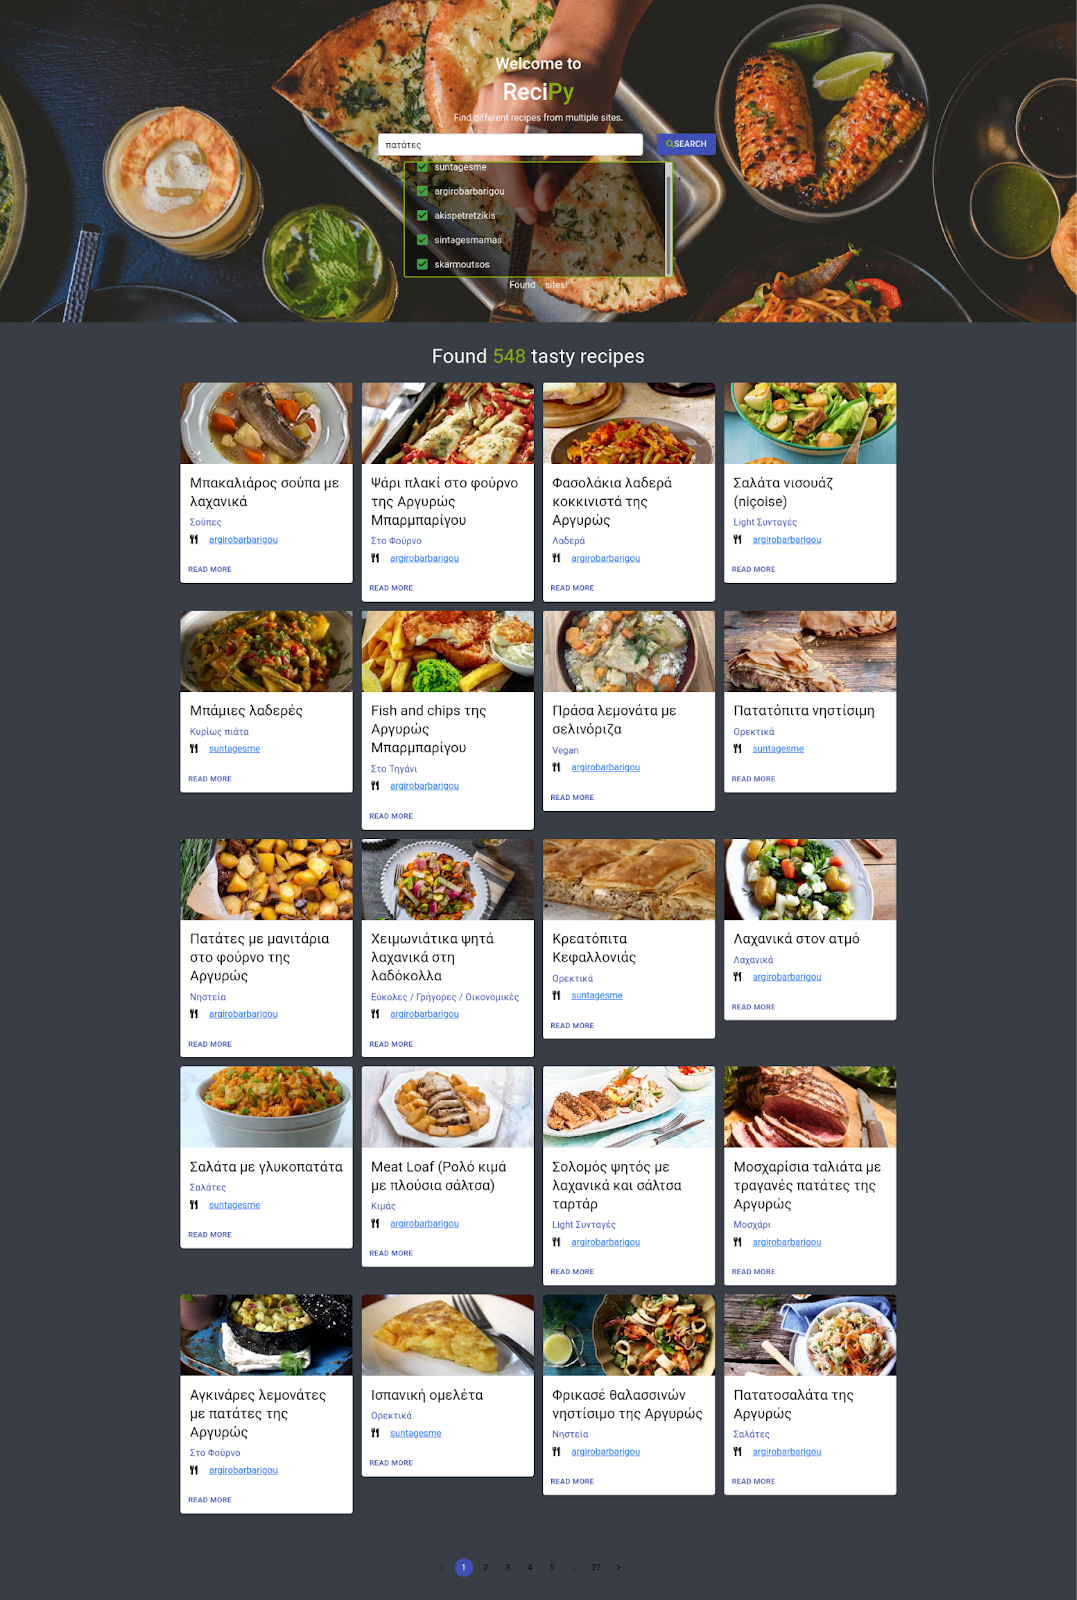 Welcome to
ReciPy
Find different recipes from multiple sites.
πατάτες
SEARCH
suntagesme
argirobarbarigou
akispetretzikis
sintagesmamas
skarmoutsos
Found sites!
Found 548 tasty recipes
Μπακαλιάρος σούπα με
λαχανικά
Σούπες
argirobarbarigou
READ MORE
Ψάρι πλακί στο φούρνο
της Αργυρώς
Μπαρμπαρίγου
Στο Φούρνο
argirobarbarigou
READ MORE
Φασολάκια λαδερά
κοκκινιστά της
Αργυρώς
Λαδερά
argirobarbarigou
READ MORE
Σαλάτα νισουάζ
(niçoise)
Light Συνταγές
argirobarbarigou
READ MORE
Μπάμιες λαδερές
Κυρίως πιάτα
suntagesme
READ MORE
Fish and chips της
Αργυρώς
Μπαρμπαρίγου
Στο Τηγάνι
argirobarbarigou
READ MORE
Πράσα λεμονάτα με
σελινόριζα
Vegan
argirobarbarigou
READ MORE
Πατατόπιτα νηστίσιμη
Ορεκτικά
suntagesme
READ MORE
Πατάτες με μανιτάρια
στο φούρνο της
Αργυρώς
Νηστεία
argirobarbarigou
READ MORE
Χειμωνιάτικα ψητά
λαχανικά στη
λαδόκολλα
Εύκολες / Γρήγορες / Οικονομικές
argirobarbarigou
READ MORE
Κρεατόπιτα
Κεφαλλονιάς
Ορεκτικά
suntagesme
READ MORE
Λαχανικά στον ατμό
Λαχανικά
argirobarbarigou
READ MORE
Σαλάτα με γλυκοπατάτα
Σαλάτες
suntagesme
READ MORE
Meat Loaf (Ρολό κιμά
με πλούσια σάλτσα)
Κιμάς
argirobarbarigou
READ MORE
Σολομός ψητός με
λαχανικά και σάλτσα
ταρτάρ
Light Συνταγές
argirobarbarigou
READ MORE
Μοσχαρίσια ταλιάτα με
τραγανές πατάτες της
Αργυρώς
Μοσχάρι
argirobarbarigou
READ MORE
Αγκινάρες λεμονάτες
με πατάτες της
Αργυρώς
Στο Φούρνο
argirobarbarigou
READ MORE
Ισπανική ομελέτα
Ορεκτικά
suntagesme
READ MORE
Φρικασέ θαλασσινών
νηστίσιμο της Αργυρώς
Νηστεία
argirobarbarigou
READ MORE
Πατατοσαλάτα της
Αργυρώς
Σαλάτες
argirobarbarigou
READ MORE
1 2 3 4 5 ... 27